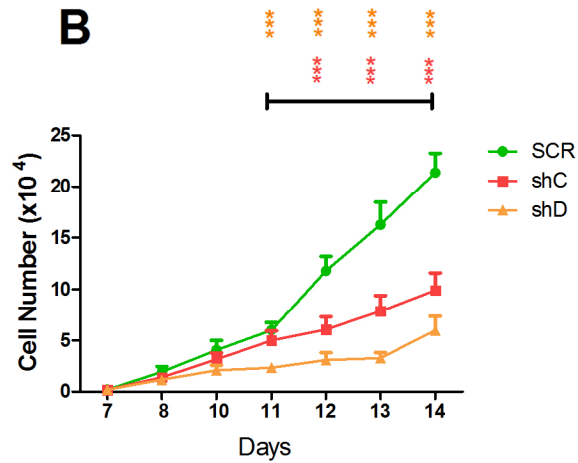 B
*** *** *** ***
*** *** ***
25
20
15
10
5
0
Cell Number (x10 4)
7 8 10 11 12 13 14
Days
SCR
shC
shD